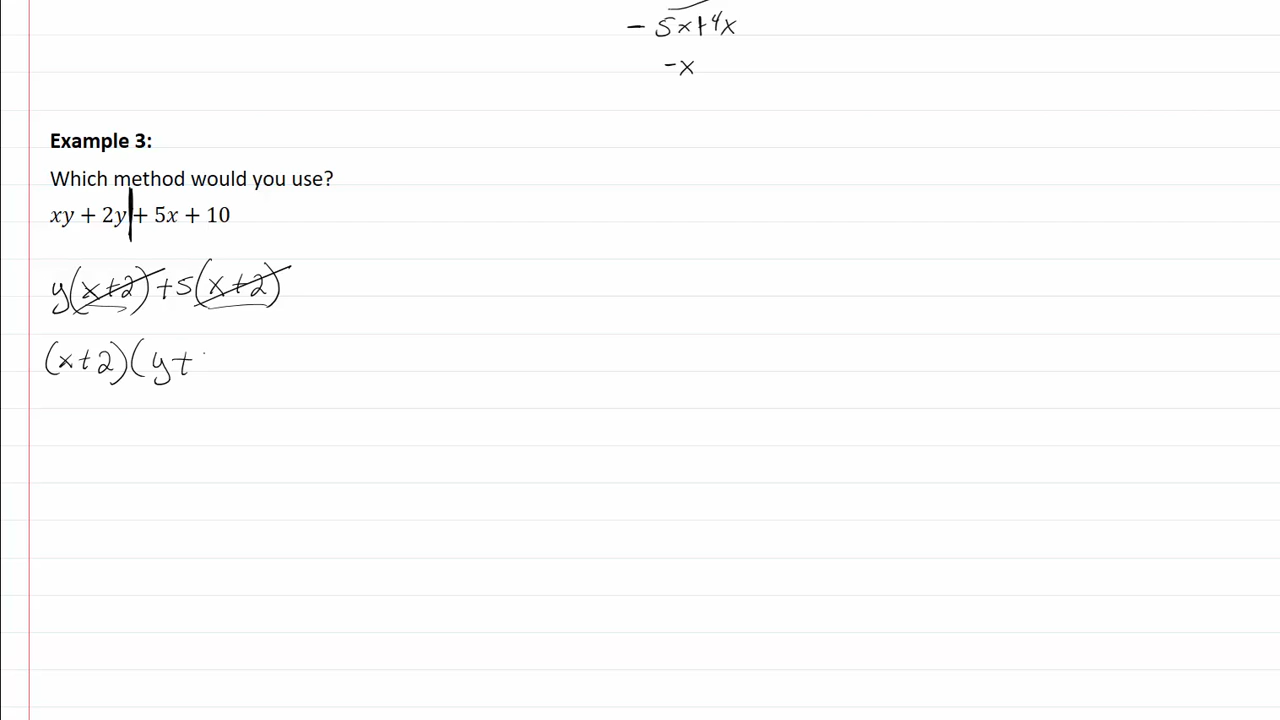 - 5x+4x
-x
Example 3:
Which method would you use?
xy + 2y + 5x + 10
y(x+2) +5(x+2)
(x+2)(y+